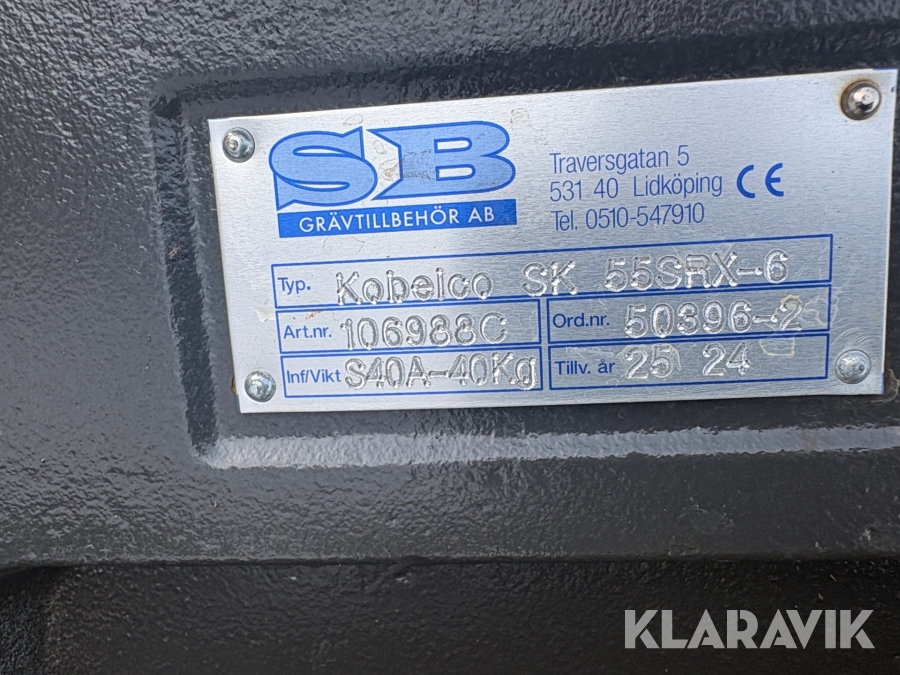 SB
GRÄVTILLBEHÖR AB
Traversgatan 5
531 40 Lidköping
Tel. 0510-547910
CE
Typ. Kobelco SK 55SRX-6
Art.nr. 106988C
Ord.nr. 50396-2
Inf/Vikt S40A-40Kg
Tillv. år 25 24
KLARAVIK